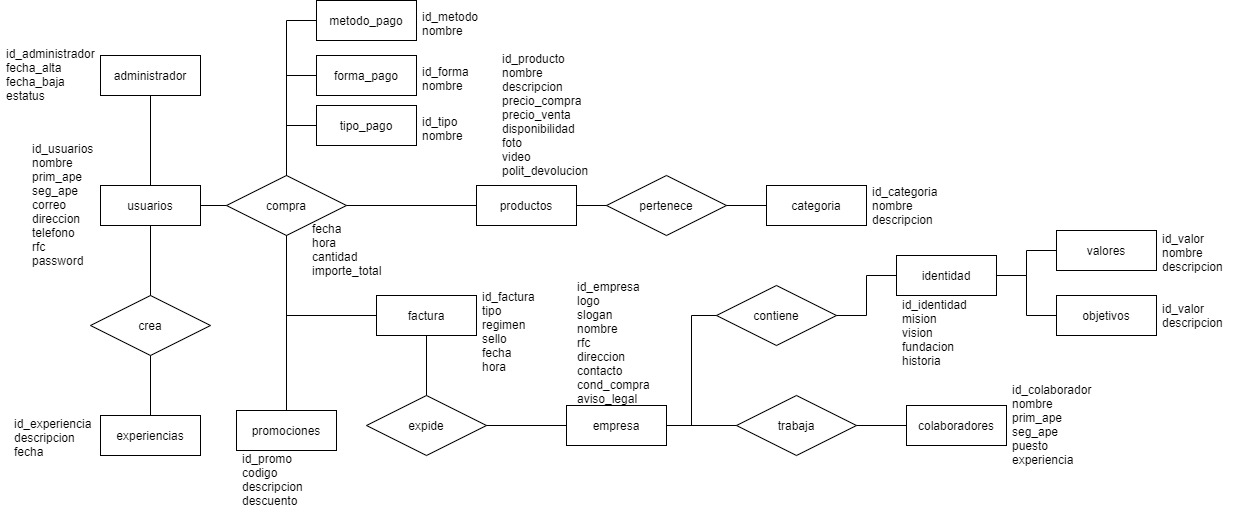 metodo_pago
id_metodo
nombre
id_administrador
fecha_alta
fecha_baja
estatus
administrador
forma_pago
id_forma
nombre
tipo_pago
id_tipo
nombre
id_producto
nombre
descripcion
precio_compra
precio_venta
disponibilidad
foto
video
polit_devolucion
id_usuarios
nombre
prim_ape
seg_ape
correo
direccion
telefono
rfc
password
usuarios
compra
fecha
hora
cantidad
importe_total
productos
pertenece
categoria
id_categoria
nombre
descripcion
crea
factura
id_factura
tipo
regimen
sello
fecha
hora
id_empresa
logo
slogan
nombre
rfc
direccion
contacto
cond_compra
aviso_legal
empresa
contiene
identidad
id_identidad
mision
vision
fundacion
historia
valores
id_valor
nombre
descripcion
objetivos
id_valor
descripcion
id_experiencia
descripcion
fecha
experiencias
promociones
id_promo
codigo
descripcion
descuento
expide
trabaja
colaboradores
id_colaborador
nombre
prim_ape
seg_ape
puesto
experiencia